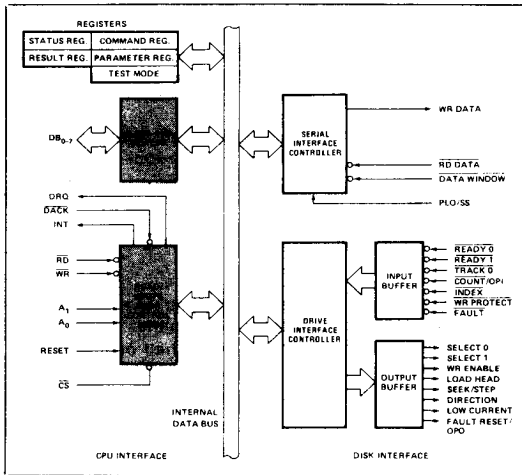 REGISTERS
STATUS REG. COMMAND REG.
RESULT REG. PARAMETER REG.
TEST MODE
DB0-7
DRQ
DACK
INT
RD
WR
A1
A0
RESET
CS
INTERNAL
DATA BUS
CPU INTERFACE
SERIAL
INTERFACE
CONTROLLER
WR DATA
RD DATA
DATA WINDOW
PLO/SS
DRIVE
INTERFACE
CONTROLLER
INPUT
BUFFER
READY 0
READY 1
TRACK 0
COUNT/OPI
INDEX
WR PROTECT
FAULT
OUTPUT
BUFFER
SELECT 0
SELECT 1
WR ENABLE
LOAD HEAD
SEEK/STEP
DIRECTION
LOW CURRENT
FAULT RESET/
OPO
DISK INTERFACE